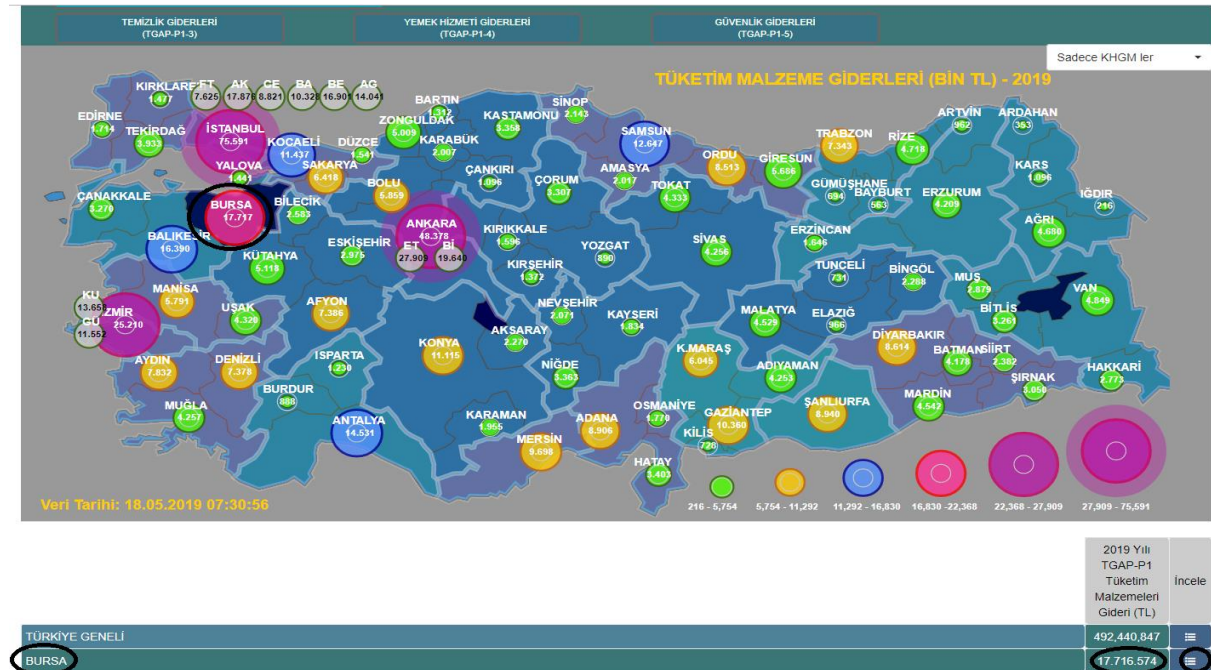 TEMİZLİK GİDERLERİ
(TGAP-P1-3)
YEMEK HİZMETİ GİDERLERİ
(TGAP-P1-4)
GÜVENLİK GİDERLERİ
(TGAP-P1-5)
Sadece KHGM ler
TÜKETİM MALZEME GİDERLERİ (BİN TL) - 2019
KIRKLARE
1.477
FT
7.625
AK
17.876
CE
8.821
BA
10.328
BE
16.901
AG
14.041
EDİRNE
1.714
TEKİRDAĞ
3.933
İSTANBUL
75.591
KOCAELİ
11.437
YALOVA
1.441
SAKARYA
6.418
DÜZCE
1.541
BARTIN
1.312
ZONGULDAK
5.009
KARABÜK
2.007
KASTAMONU
3.358
SİNOP
2.143
SAMSUN
12.647
AMASYA
2.017
ORDU
8.513
GİRESUN
5.686
TRABZON
7.343
RİZE
4.718
ARTVİN
962
ARDAHAN
353
KARS
1.096
IĞDIR
216
ÇANAKKALE
3.270
BURSA
17.717
BİLECİK
2.583
BOLU
5.859
ÇANKIRI
1.096
ÇORUM
3.307
TOKAT
4.333
GÜMÜŞHANE
694
BAYBURT
563
ERZURUM
4.209
AĞRI
4.680
BALIKESİR
16.390
KÜTAHYA
5.118
ESKİŞEHİR
2.975
ANKARA
48.378
ET
27.909
Bİ
19.640
KIRIKKALE
1.596
KIRŞEHİR
1.372
YOZGAT
890
SİVAS
4.256
ERZİNCAN
1.646
TUNCELİ
731
BİNGÖL
2.268
MUŞ
2.879
BİTLİS
3.261
VAN
4.849
KU
13.658
İZMİR
25.210
GÜ
11.552
MANİSA
5.791
UŞAK
4.320
AFYON
7.386
AKSARAY
2.270
NEVŞEHİR
2.071
KAYSERİ
1.834
MALATYA
4.529
ELAZIĞ
966
DİYARBAKIR
8.614
BATMAN
4.178
SİİRT
2.382
ŞIRNAK
3.050
HAKKARİ
2.773
AYDIN
7.832
DENİZLİ
7.378
ISPARTA
1.230
BURDUR
888
KONYA
11.115
NİĞDE
3.363
K.MARAŞ
6.045
ADIYAMAN
4.253
MARDİN
4.542
MUĞLA
4.257
ANTALYA
14.531
KARAMAN
1.955
MERSİN
9.698
ADANA
8.906
OSMANİYE
1.770
GAZİANTEP
10.360
ŞANLIURFA
8.940
KİLİS
728
HATAY
3.403
216 - 5,754
5,754 - 11,292
11,292 - 16,830
16,830 -22,368
22,368 - 27,909
27,909 - 75,591
Veri Tarihi: 18.05.2019 07:30:56
2019 Yılı
TGAP-P1
Tüketim
Malzemeleri
Gideri (TL)
İncele
TÜRKİYE GENELİ 492,440,847
BURSA 17.716.574